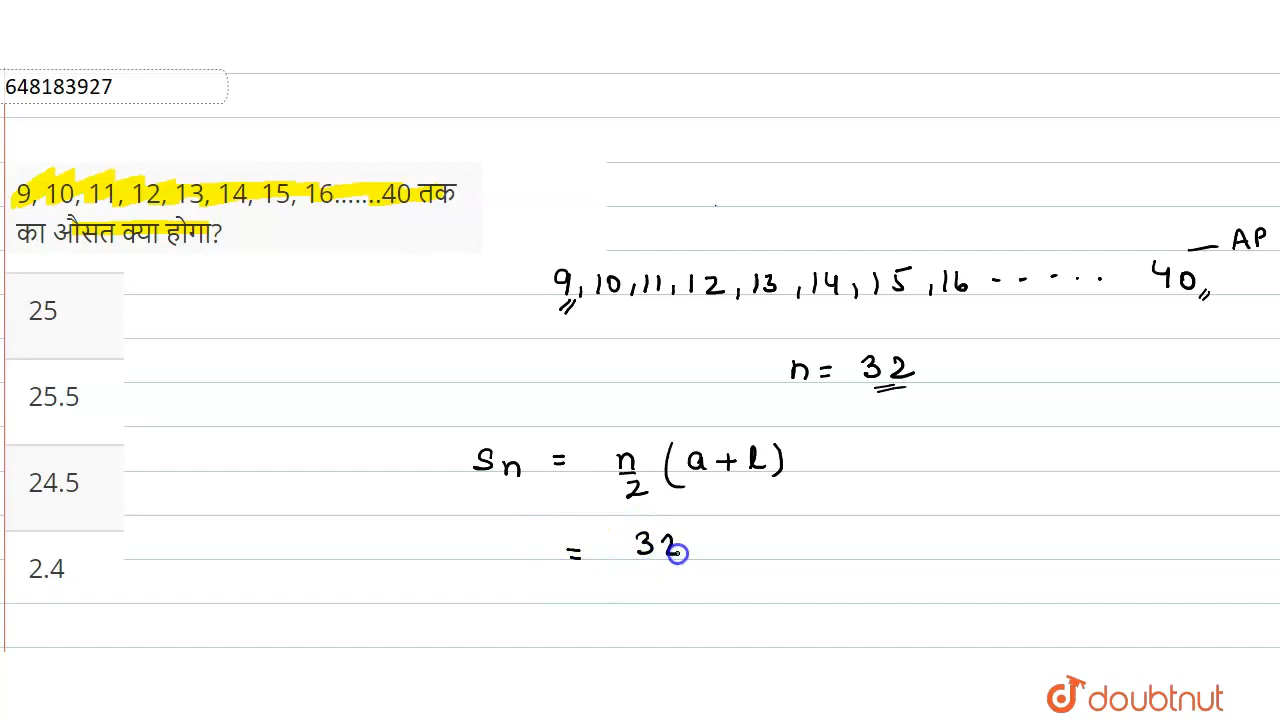 648183927
9, 10, 11, 12, 13, 14, 15, 16.......40 तक
का औसत क्या होगा?
25
25.5
24.5
2.4
— AP
9, 10, 11, 12, 13, 14, 15, 16 - - - - . . 40,
n = 32
Sn = n/2 (a + l)
= 32
doubtnut